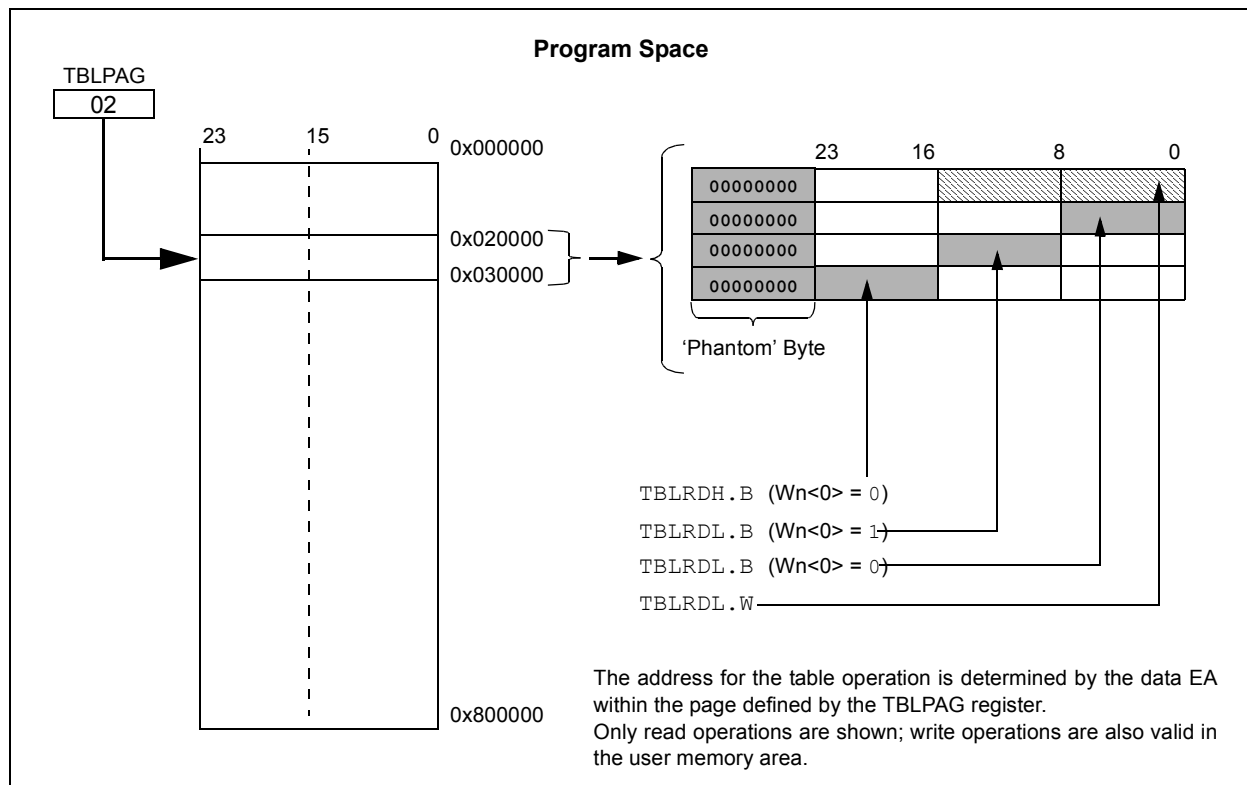 Program Space
TBLPAG
02
23 15 0
0x000000
0x020000
0x030000
0x800000
23 16 8 0
00000000
00000000
00000000
00000000
‘Phantom’ Byte
TBLRDH.B (Wn<0> = 0)
TBLRDL.B (Wn<0> = 1)
TBLRDL.B (Wn<0> = 0)
TBLRDL.W
The address for the table operation is determined by the data EA
within the page defined by the TBLPAG register.
Only read operations are shown; write operations are also valid in
the user memory area.